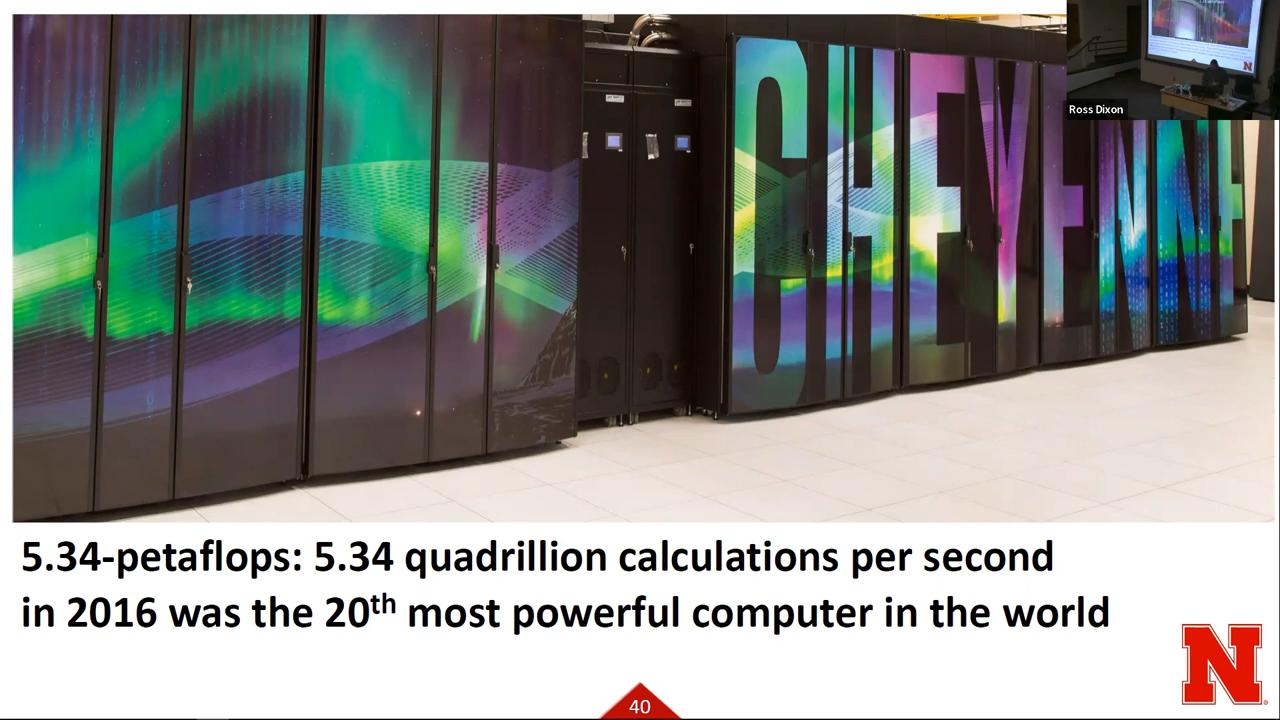 CHEYENNE
Ross Dixon
5.34-petaflops: 5.34 quadrillion calculations per second
in 2016 was the 20th most powerful computer in the world
N
40